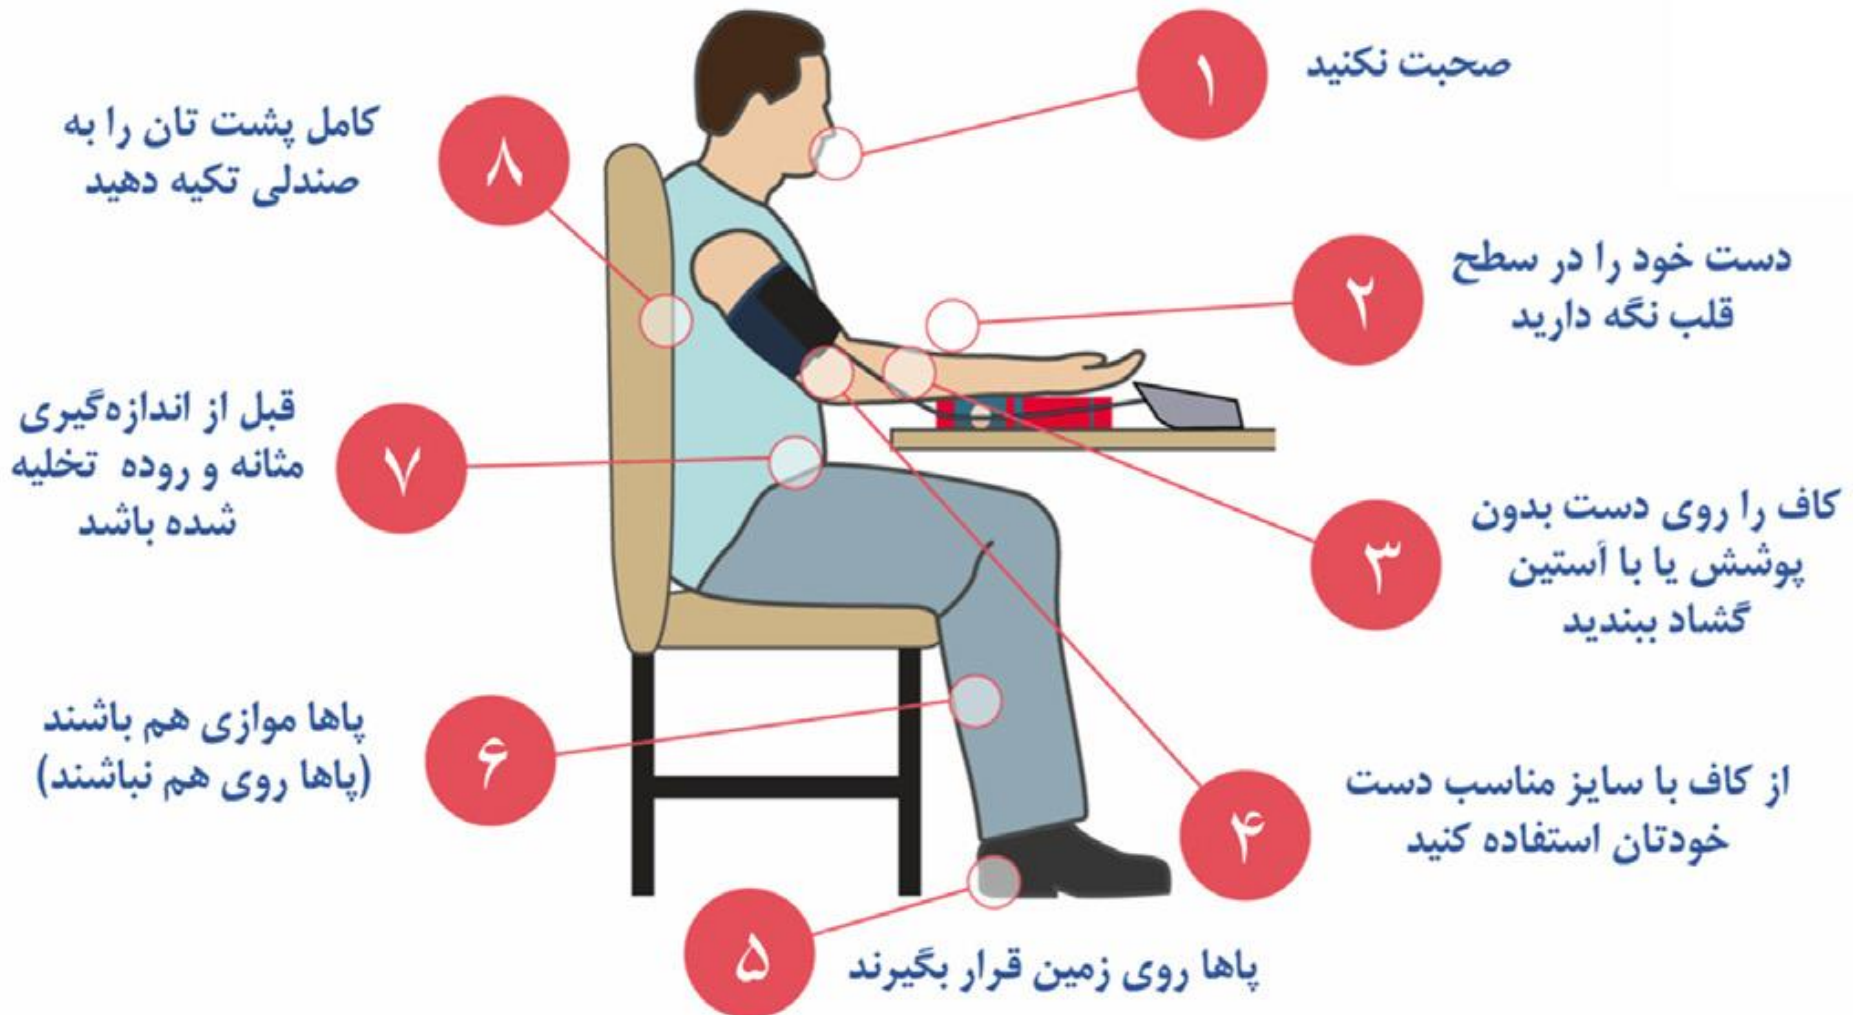 ۱
صحبت نکنید
۲
دست خود را در سطح
قلب نگه دارید
۳
کاف را روی دست بدون
پوشش یا با آستین
گشاد ببندید
۴
از کاف با سایز مناسب دست
خودتان استفاده کنید
۵
پاها روی زمین قرار بگیرند
۶
پاها موازی هم باشند
(پاها روی هم نباشند)
۷
قبل از اندازه‌گیری
مثانه و روده تخلیه
شده باشد
۸
کامل پشت تان را به
صندلی تکیه دهید